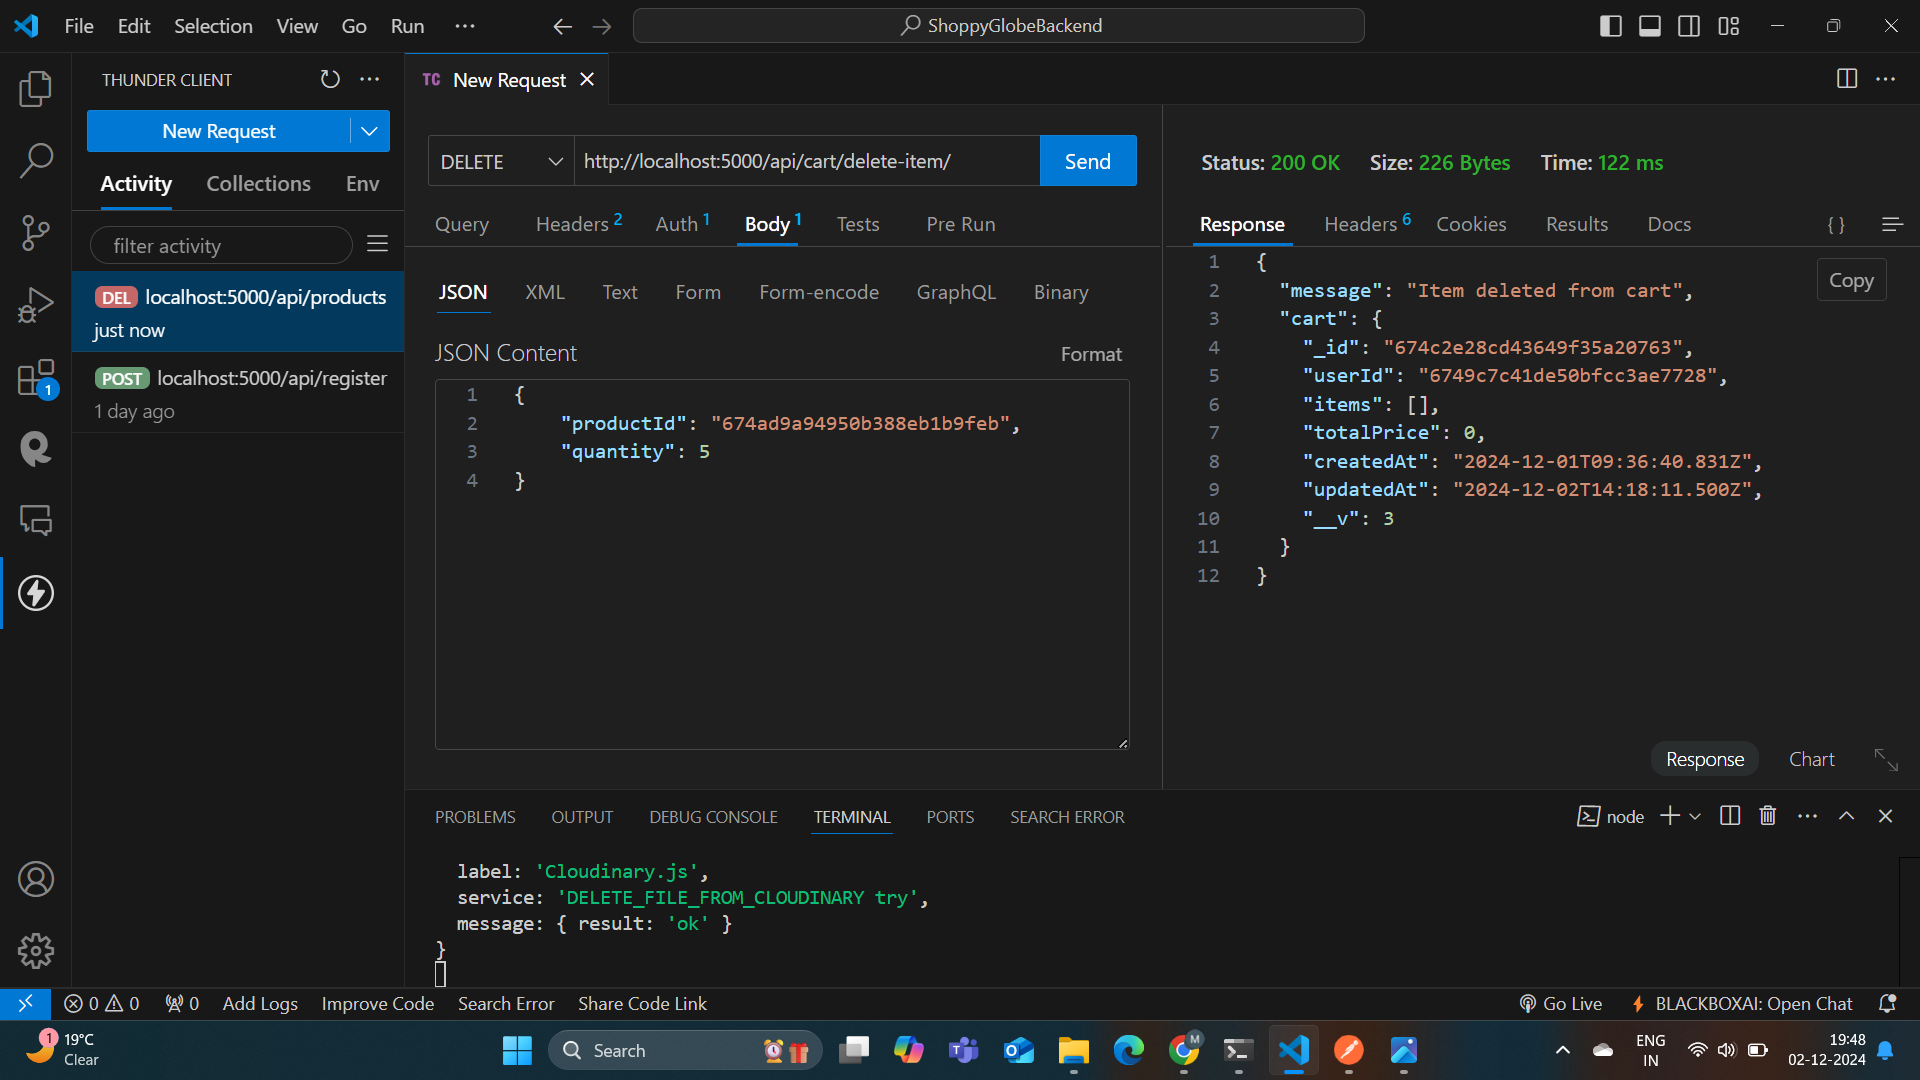 File Edit Selection View Go Run ···
ShoppyGlobeBackend
THUNDER CLIENT
New Request
Activity Collections Env
filter activity
DEL localhost:5000/api/products
just now
POST localhost:5000/api/register
1 day ago
1
TC New Request
DELETE http://localhost:5000/api/cart/delete-item/ Send
Query Headers 2 Auth 1 Body 1 Tests Pre Run
JSON XML Text Form Form-encode GraphQL Binary
JSON Content Format
1 {
2 "productId": "674ad9a94950b388eb1b9feb",
3 "quantity": 5
4 }
Status: 200 OK Size: 226 Bytes Time: 122 ms
Response Headers 6 Cookies Results Docs { }
Copy
1 {
2 "message": "Item deleted from cart",
3 "cart": {
4 "_id": "674c2e28cd43649f35a20763",
5 "userId": "6749c7c41de50bfcc3ae7728",
6 "items": [],
7 "totalPrice": 0,
8 "createdAt": "2024-12-01T09:36:40.831Z",
9 "updatedAt": "2024-12-02T14:18:11.500Z",
10 "__v": 3
11 }
12 }
Response Chart
PROBLEMS OUTPUT DEBUG CONSOLE TERMINAL PORTS SEARCH ERROR
node
label: 'Cloudinary.js',
service: 'DELETE_FILE_FROM_CLOUDINARY try',
message: { result: 'ok' }
}
0 0 0 Add Logs Improve Code Search Error Share Code Link
Go Live BLACKBOXAI: Open Chat
1 19°C
Clear
Search
M
ENG
IN
19:48
02-12-2024